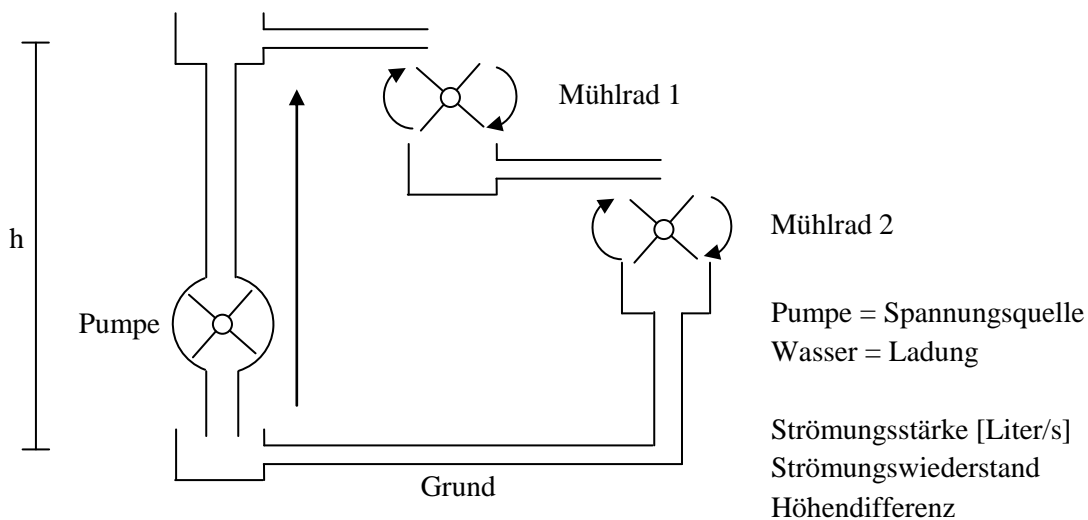 Mühlrad 1
h
Mühlrad 2
Pumpe
Pumpe = Spannungsquelle
Wasser = Ladung
Strömungsstärke [Liter/s]
Strömungswiederstand
Grund
Höhendifferenz